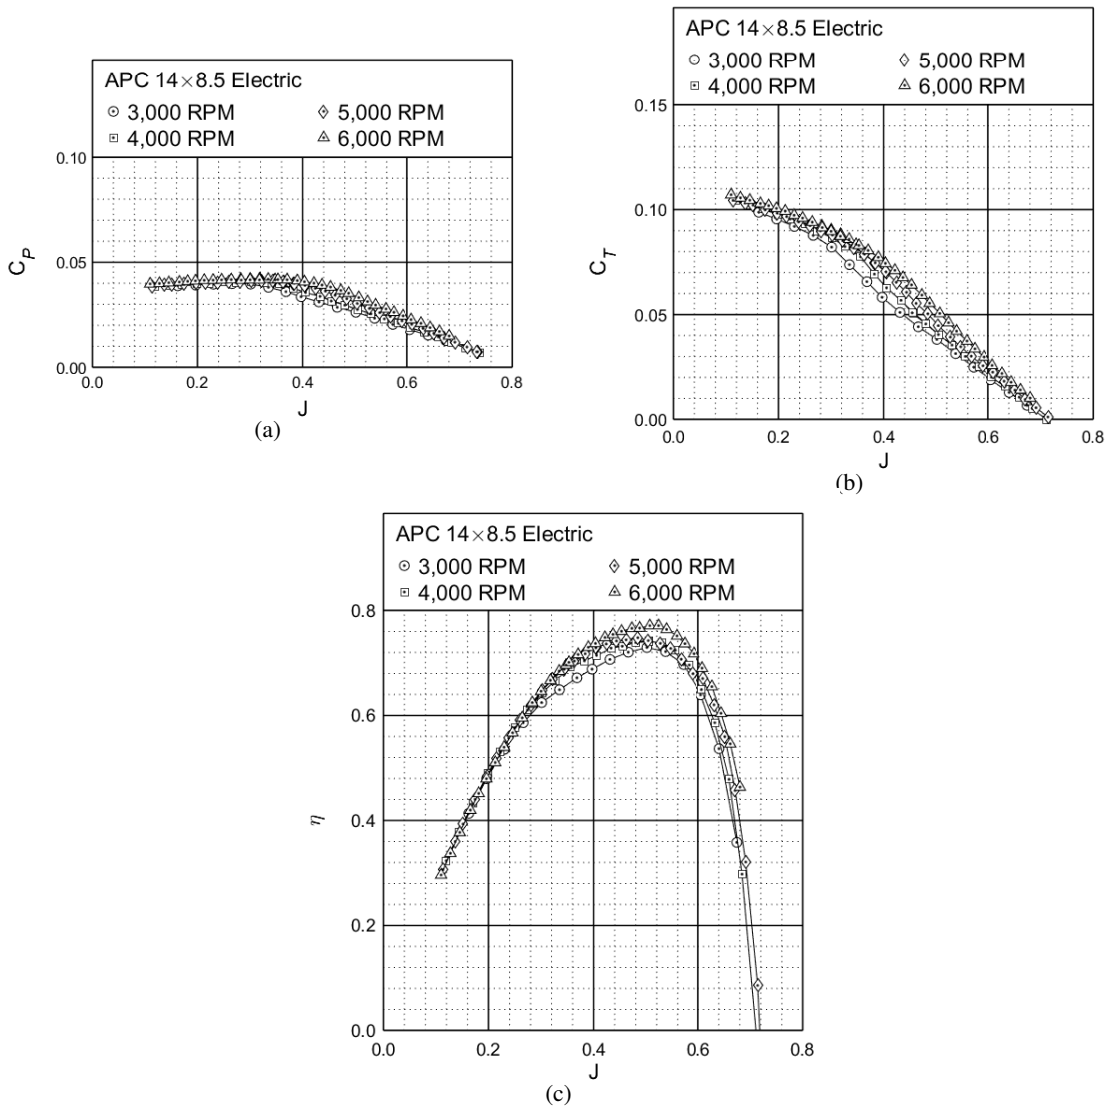 APC 14×8.5 Electric
3,000 RPM
5,000 RPM
4,000 RPM
6,000 RPM
0.10
0.05
0.00
C_P
0.0
0.2
0.4
0.6
0.8
J
(a)
APC 14×8.5 Electric
3,000 RPM
5,000 RPM
4,000 RPM
6,000 RPM
0.15
0.10
0.05
0.00
C_T
0.0
0.2
0.4
0.6
0.8
J
(b)
APC 14×8.5 Electric
3,000 RPM
5,000 RPM
4,000 RPM
6,000 RPM
0.8
0.6
0.4
0.2
0.0
η
0.0
0.2
0.4
0.6
0.8
J
(c)